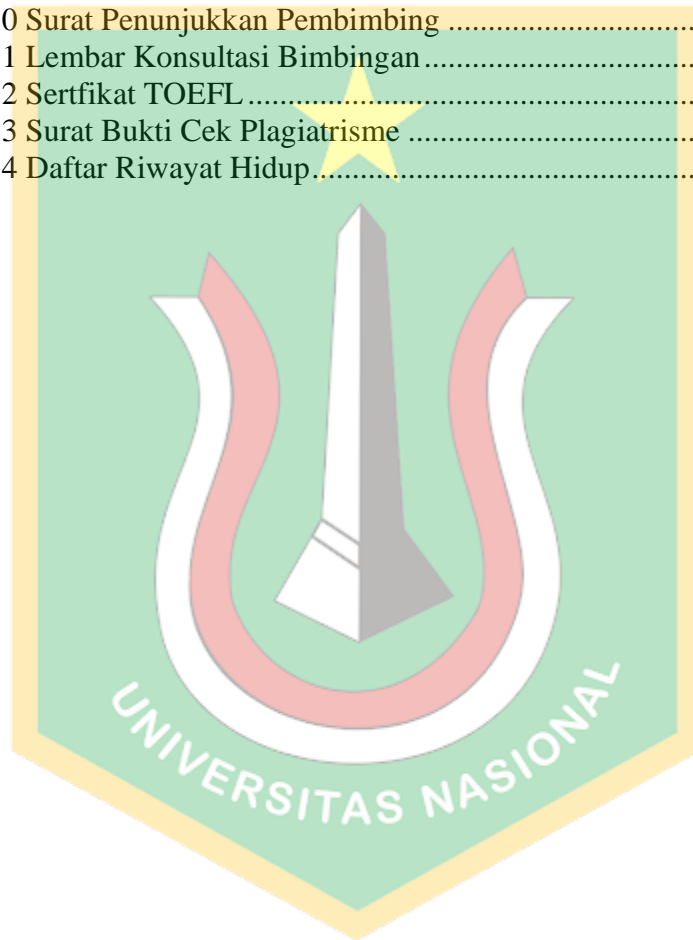 0 Surat Penunjukkan Pembimbing ................................
1 Lembar Konsultasi Bimbingan ...................................
2 Sertfikat TOEFL ..........................................................
3 Surat Bukti Cek Plagiatrisme .....................................
4 Daftar Riwayat Hidup..................................................
UNIVERSITAS NASIONAL